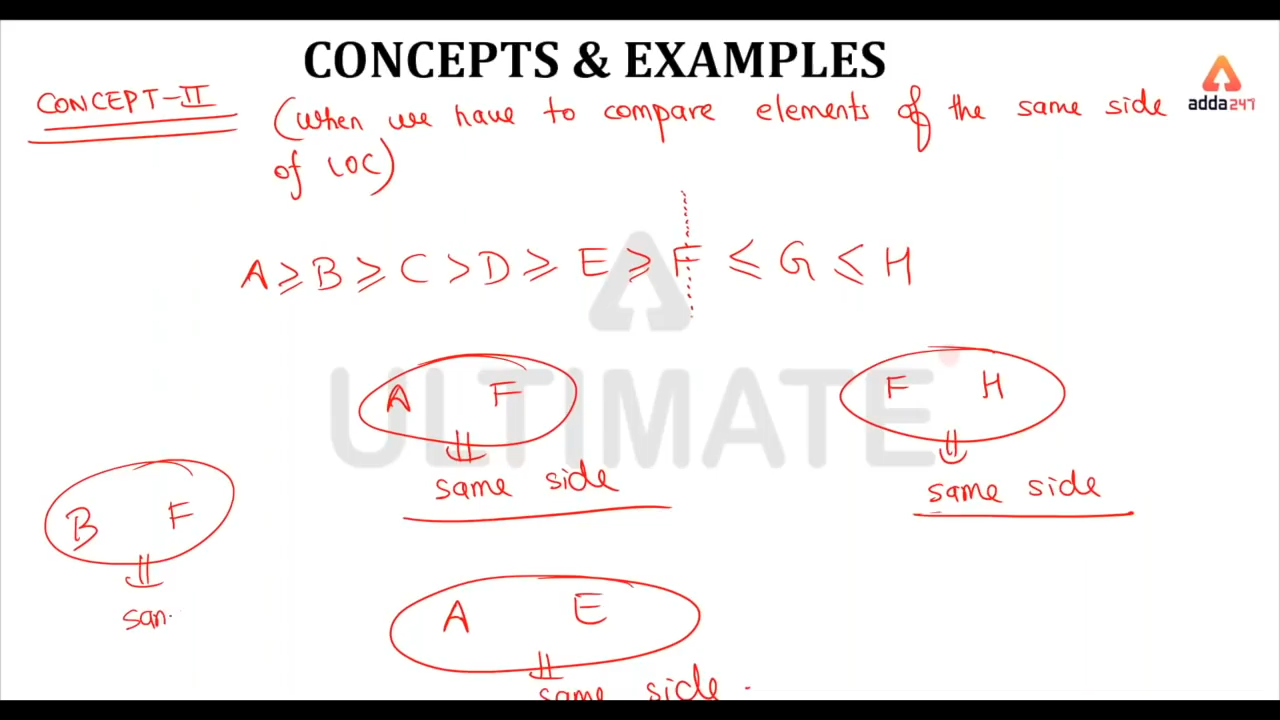 CONCEPTS & EXAMPLES
adda247
CONCEPT-II (when we have to compare elements of the same side
of LOC)
A ≥ B ≥ C > D ≥ E ≥ F ≤ G ≤ H
ULTIMATE
A F
same side
F H
same side
B F
sam
A E
same side.